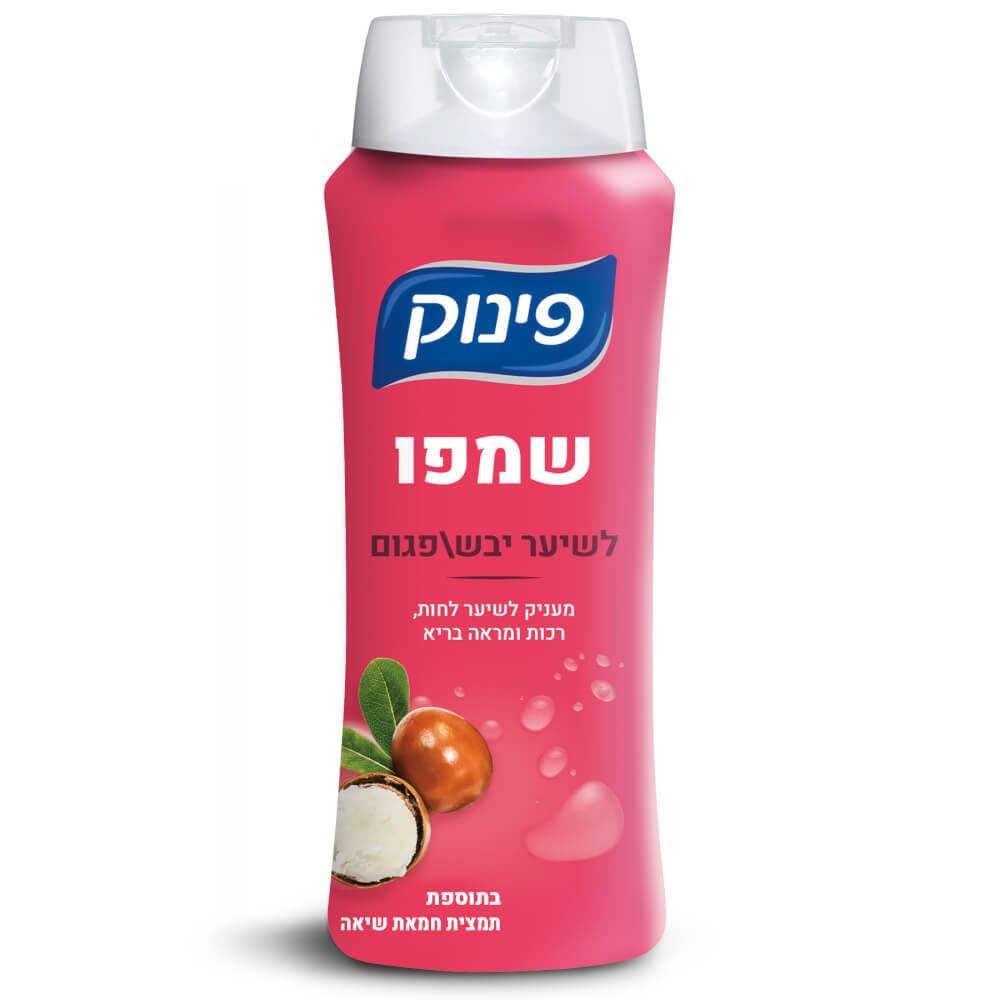 פינוק
שמפו
לשיער יבש\פגום
מעניק לשיער לחות,
רכות ומראה בריא
בתוספת
תמצית חמאת שיאה